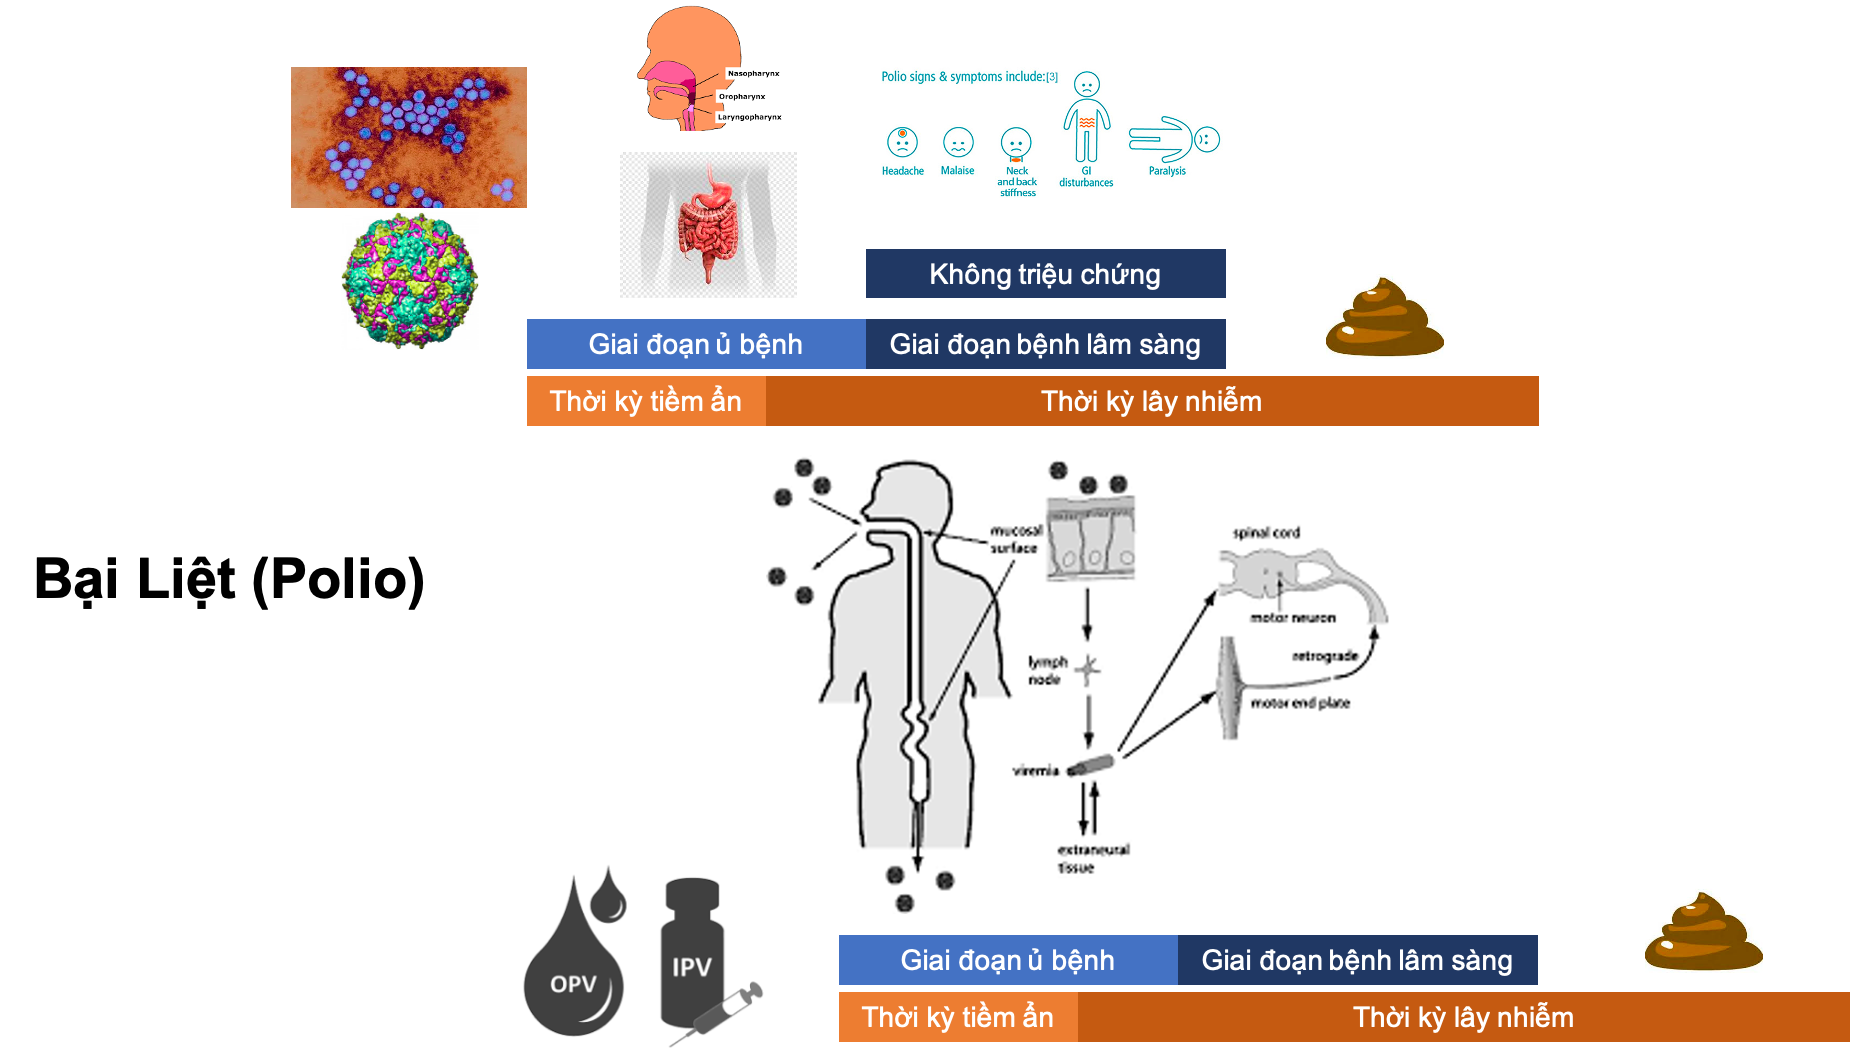 Nasopharynx
Oropharynx
Laryngopharynx
Polio signs & symptoms include:[3]
Headache
Malaise
Neck
and back
stiffness
GI
disturbances
Paralysis
Không triệu chứng
Giai đoạn ủ bệnh
Giai đoạn bệnh lâm sàng
Thời kỳ tiềm ẩn
Thời kỳ lây nhiễm
Bại Liệt (Polio)
mucosal
surface
spinal cord
motor neuron
lymph
node
retrograde
motor end plate
viremia
extraneural
tissue
OPV
IPV
Giai đoạn ủ bệnh
Giai đoạn bệnh lâm sàng
Thời kỳ tiềm ẩn
Thời kỳ lây nhiễm